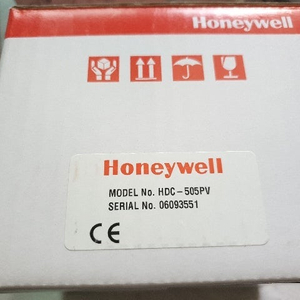 Honeywell
Honeywell
MODEL No. HDC-505PV
SERIAL No. 06093551
CE